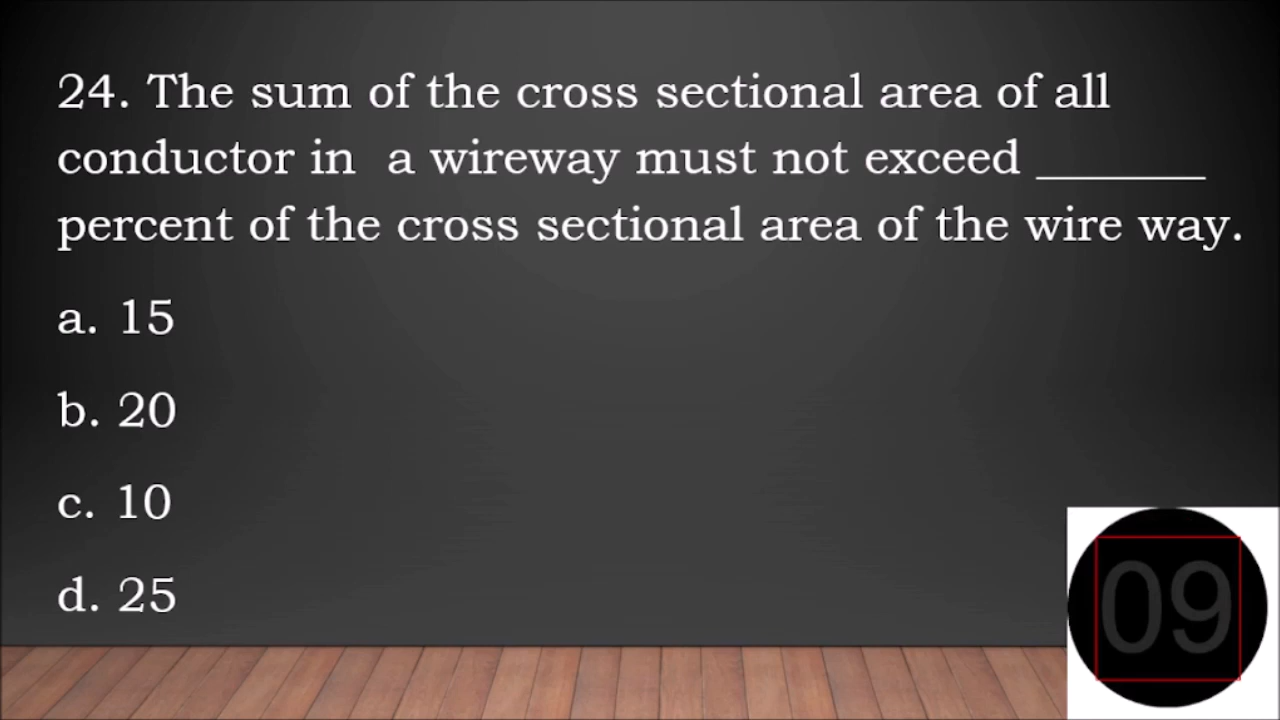 24. The sum of the cross sectional area of all
conductor in a wireway must not exceed _______
percent of the cross sectional area of the wire way.
a. 15
b. 20
c. 10
d. 25
09